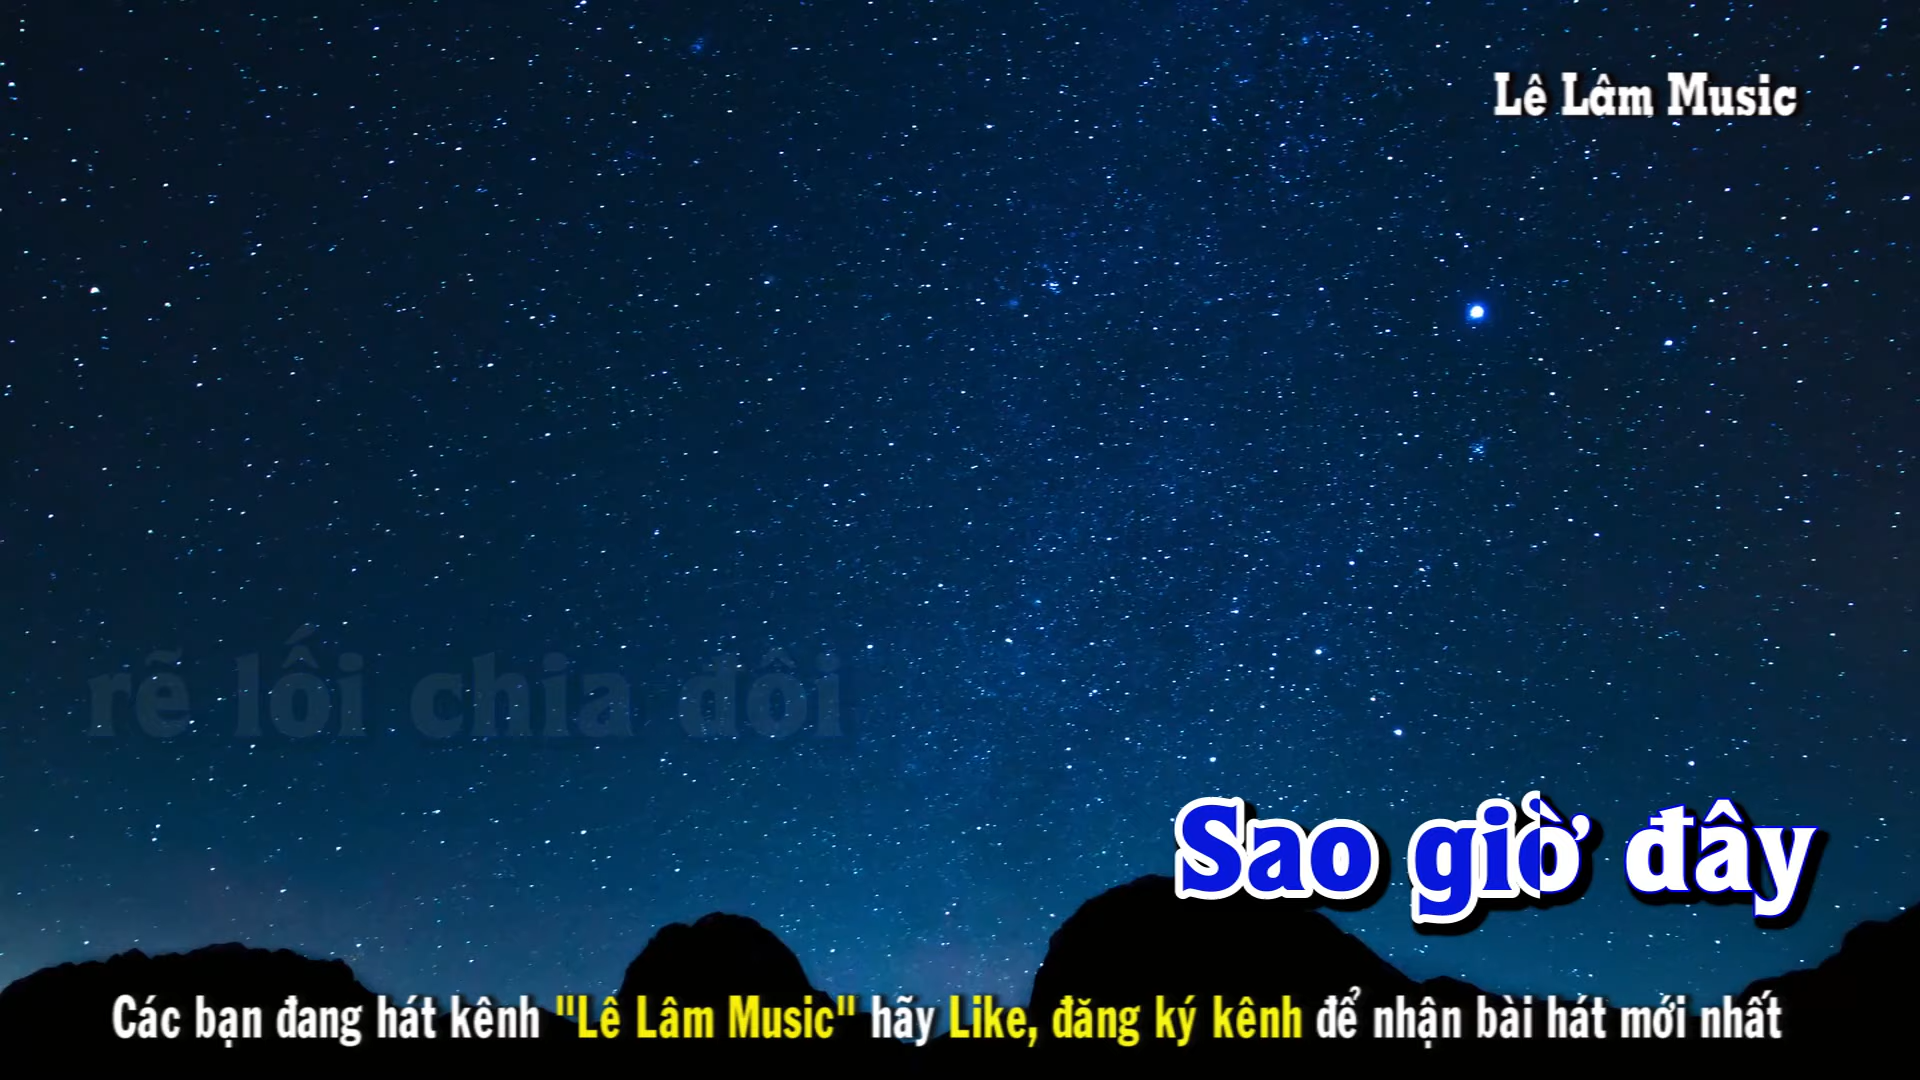 Lê Lâm Music
rẽ lối chia đôi
Sao giờ đây
Các bạn đang hát kênh "Lê Lâm Music" hãy Like, đăng ký kênh để nhận bài hát mới nhất